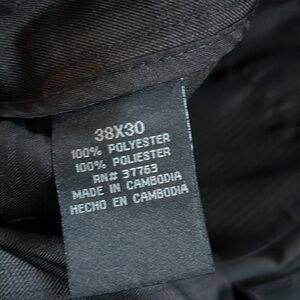 38X30
100% POLYESTER
100% POLIESTER
RN# 37763
MADE IN CAMBODIA
HECHO EN CAMBODIA